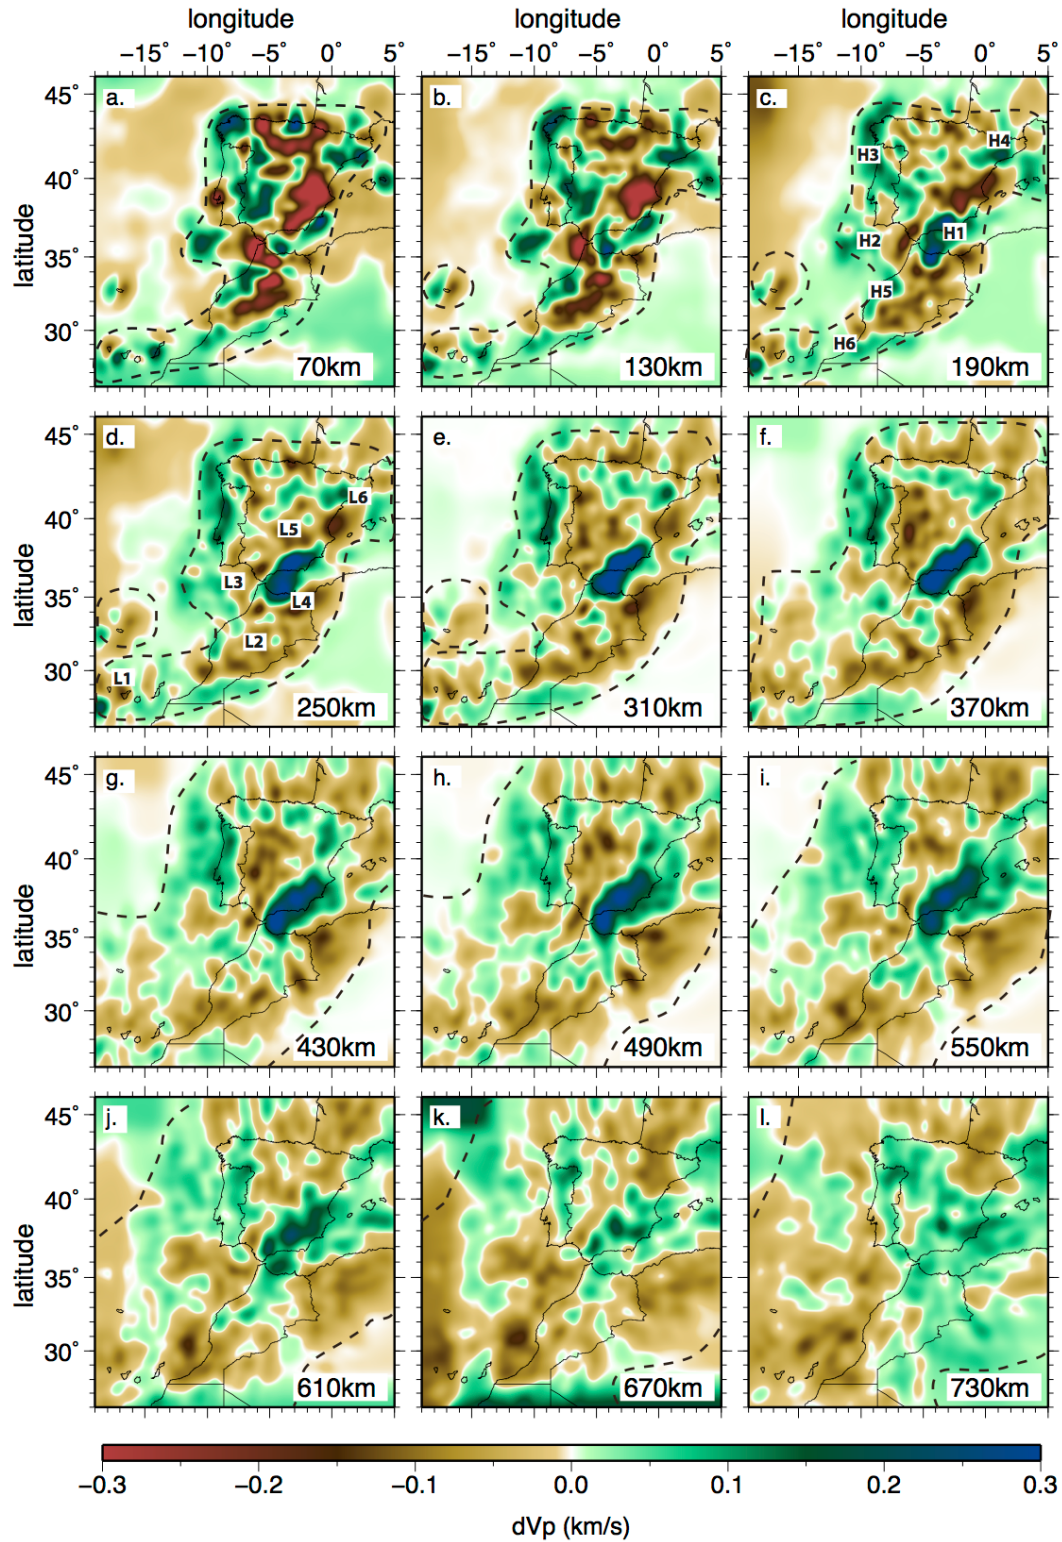 longitude longitude longitude
−15° −10° −5° 0° 5° −15° −10° −5° 0° 5° −15° −10° −5° 0° 5°
45°
40°
35°
30°
latitude
a.
70km
b.
130km
c.
H3
H4
H2
H1
H5
H6
190km
45°
40°
35°
30°
latitude
d.
L6
L5
L3
L4
L2
L1
250km
e.
310km
f.
370km
45°
40°
35°
30°
latitude
g.
430km
h.
490km
i.
550km
45°
40°
35°
30°
latitude
j.
610km
k.
670km
l.
730km
−0.3 −0.2 −0.1 0.0 0.1 0.2 0.3
dVp (km/s)